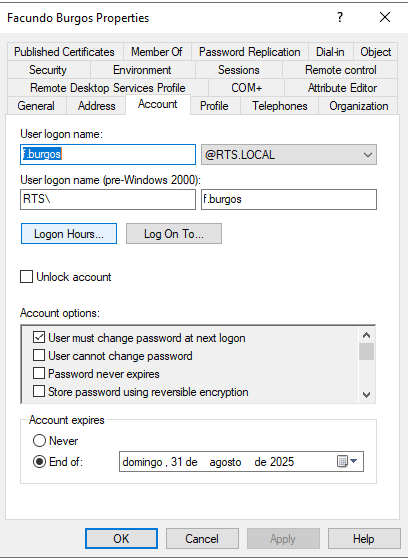 Facundo Burgos Properties
Published Certificates Member Of Password Replication Dial-in Object
Security Environment Sessions Remote control
Remote Desktop Services Profile COM+ Attribute Editor
General Address Account Profile Telephones Organization
User logon name:
f.burgos @RTS.LOCAL
User logon name (pre-Windows 2000):
RTS\ f.burgos
Logon Hours... Log On To...
Unlock account
Account options:
User must change password at next logon
User cannot change password
Password never expires
Store password using reversible encryption
Account expires
Never
End of: domingo , 31 de agosto de 2025
OK Cancel Apply Help